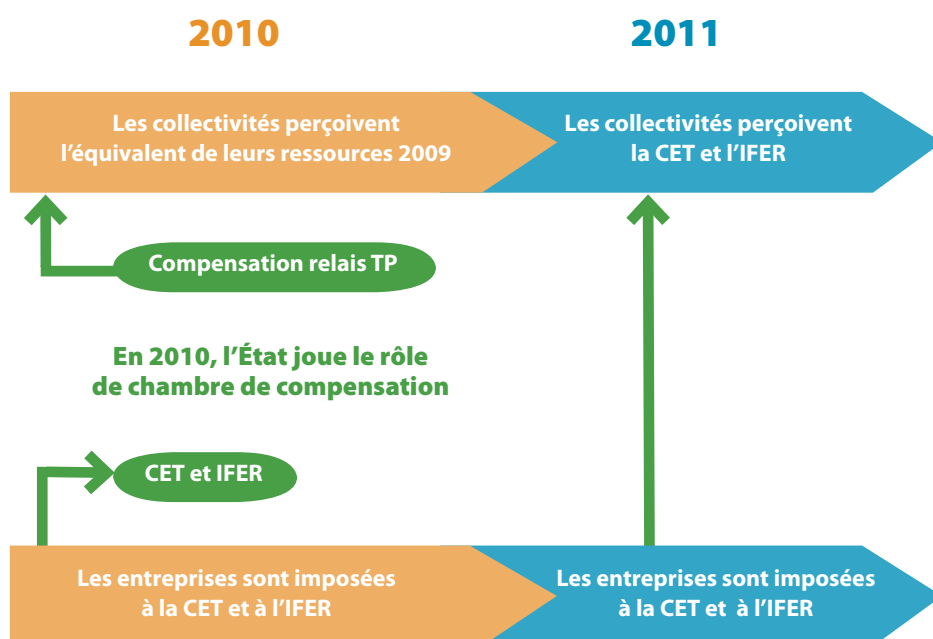 2010
2011
Les collectivités perçoivent
l'équivalent de leurs ressources 2009
Les collectivités perçoivent
la CET et l'IFER
Compensation relais TP
En 2010, l'État joue le rôle
de chambre de compensation
CET et IFER
Les entreprises sont imposées
à la CET et à l'IFER
Les entreprises sont imposées
à la CET et à l'IFER